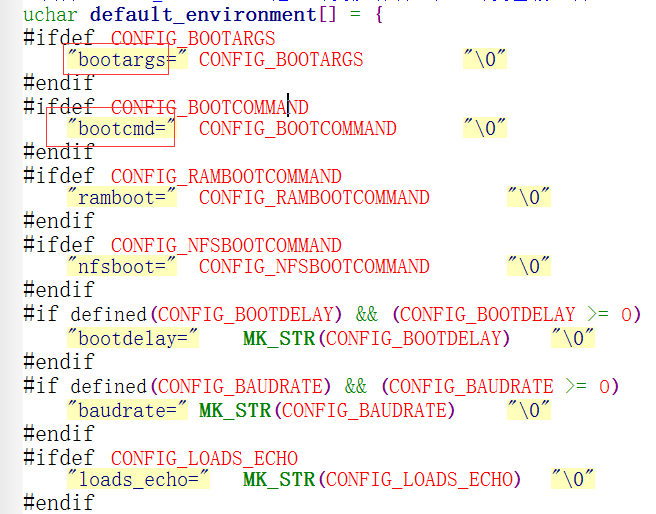 uchar default_environment[] = {
#ifdef CONFIG_BOOTARGS
"bootargs=" CONFIG_BOOTARGS "\0"
#endif
#ifdef CONFIG_BOOTCOMMAND
"bootcmd=" CONFIG_BOOTCOMMAND "\0"
#endif
#ifdef CONFIG_RAMBOOTCOMMAND
"ramboot=" CONFIG_RAMBOOTCOMMAND "\0"
#endif
#ifdef CONFIG_NFSBOOTCOMMAND
"nfsboot=" CONFIG_NFSBOOTCOMMAND "\0"
#endif
#if defined(CONFIG_BOOTDELAY) && (CONFIG_BOOTDELAY >= 0)
"bootdelay=" MK_STR(CONFIG_BOOTDELAY) "\0"
#endif
#if defined(CONFIG_BAUDRATE) && (CONFIG_BAUDRATE >= 0)
"baudrate=" MK_STR(CONFIG_BAUDRATE) "\0"
#endif
#ifdef CONFIG_LOADS_ECHO
"loads_echo=" MK_STR(CONFIG_LOADS_ECHO) "\0"
#endif